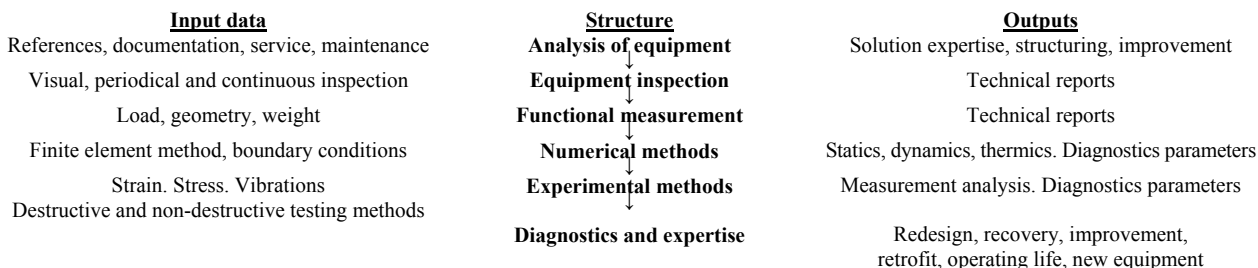 Input data Structure Outputs
References, documentation, service, maintenance Analysis of equipment Solution expertise, structuring, improvement
Visual, periodical and continuous inspection Equipment inspection Technical reports
Load, geometry, weight Functional measurement Technical reports
Finite element method, boundary conditions Numerical methods Statics, dynamics, thermics. Diagnostics parameters
Strain. Stress. Vibrations Experimental methods Measurement analysis. Diagnostics parameters
Destructive and non-destructive testing methods
Diagnostics and expertise Redesign, recovery, improvement,
retrofit, operating life, new equipment